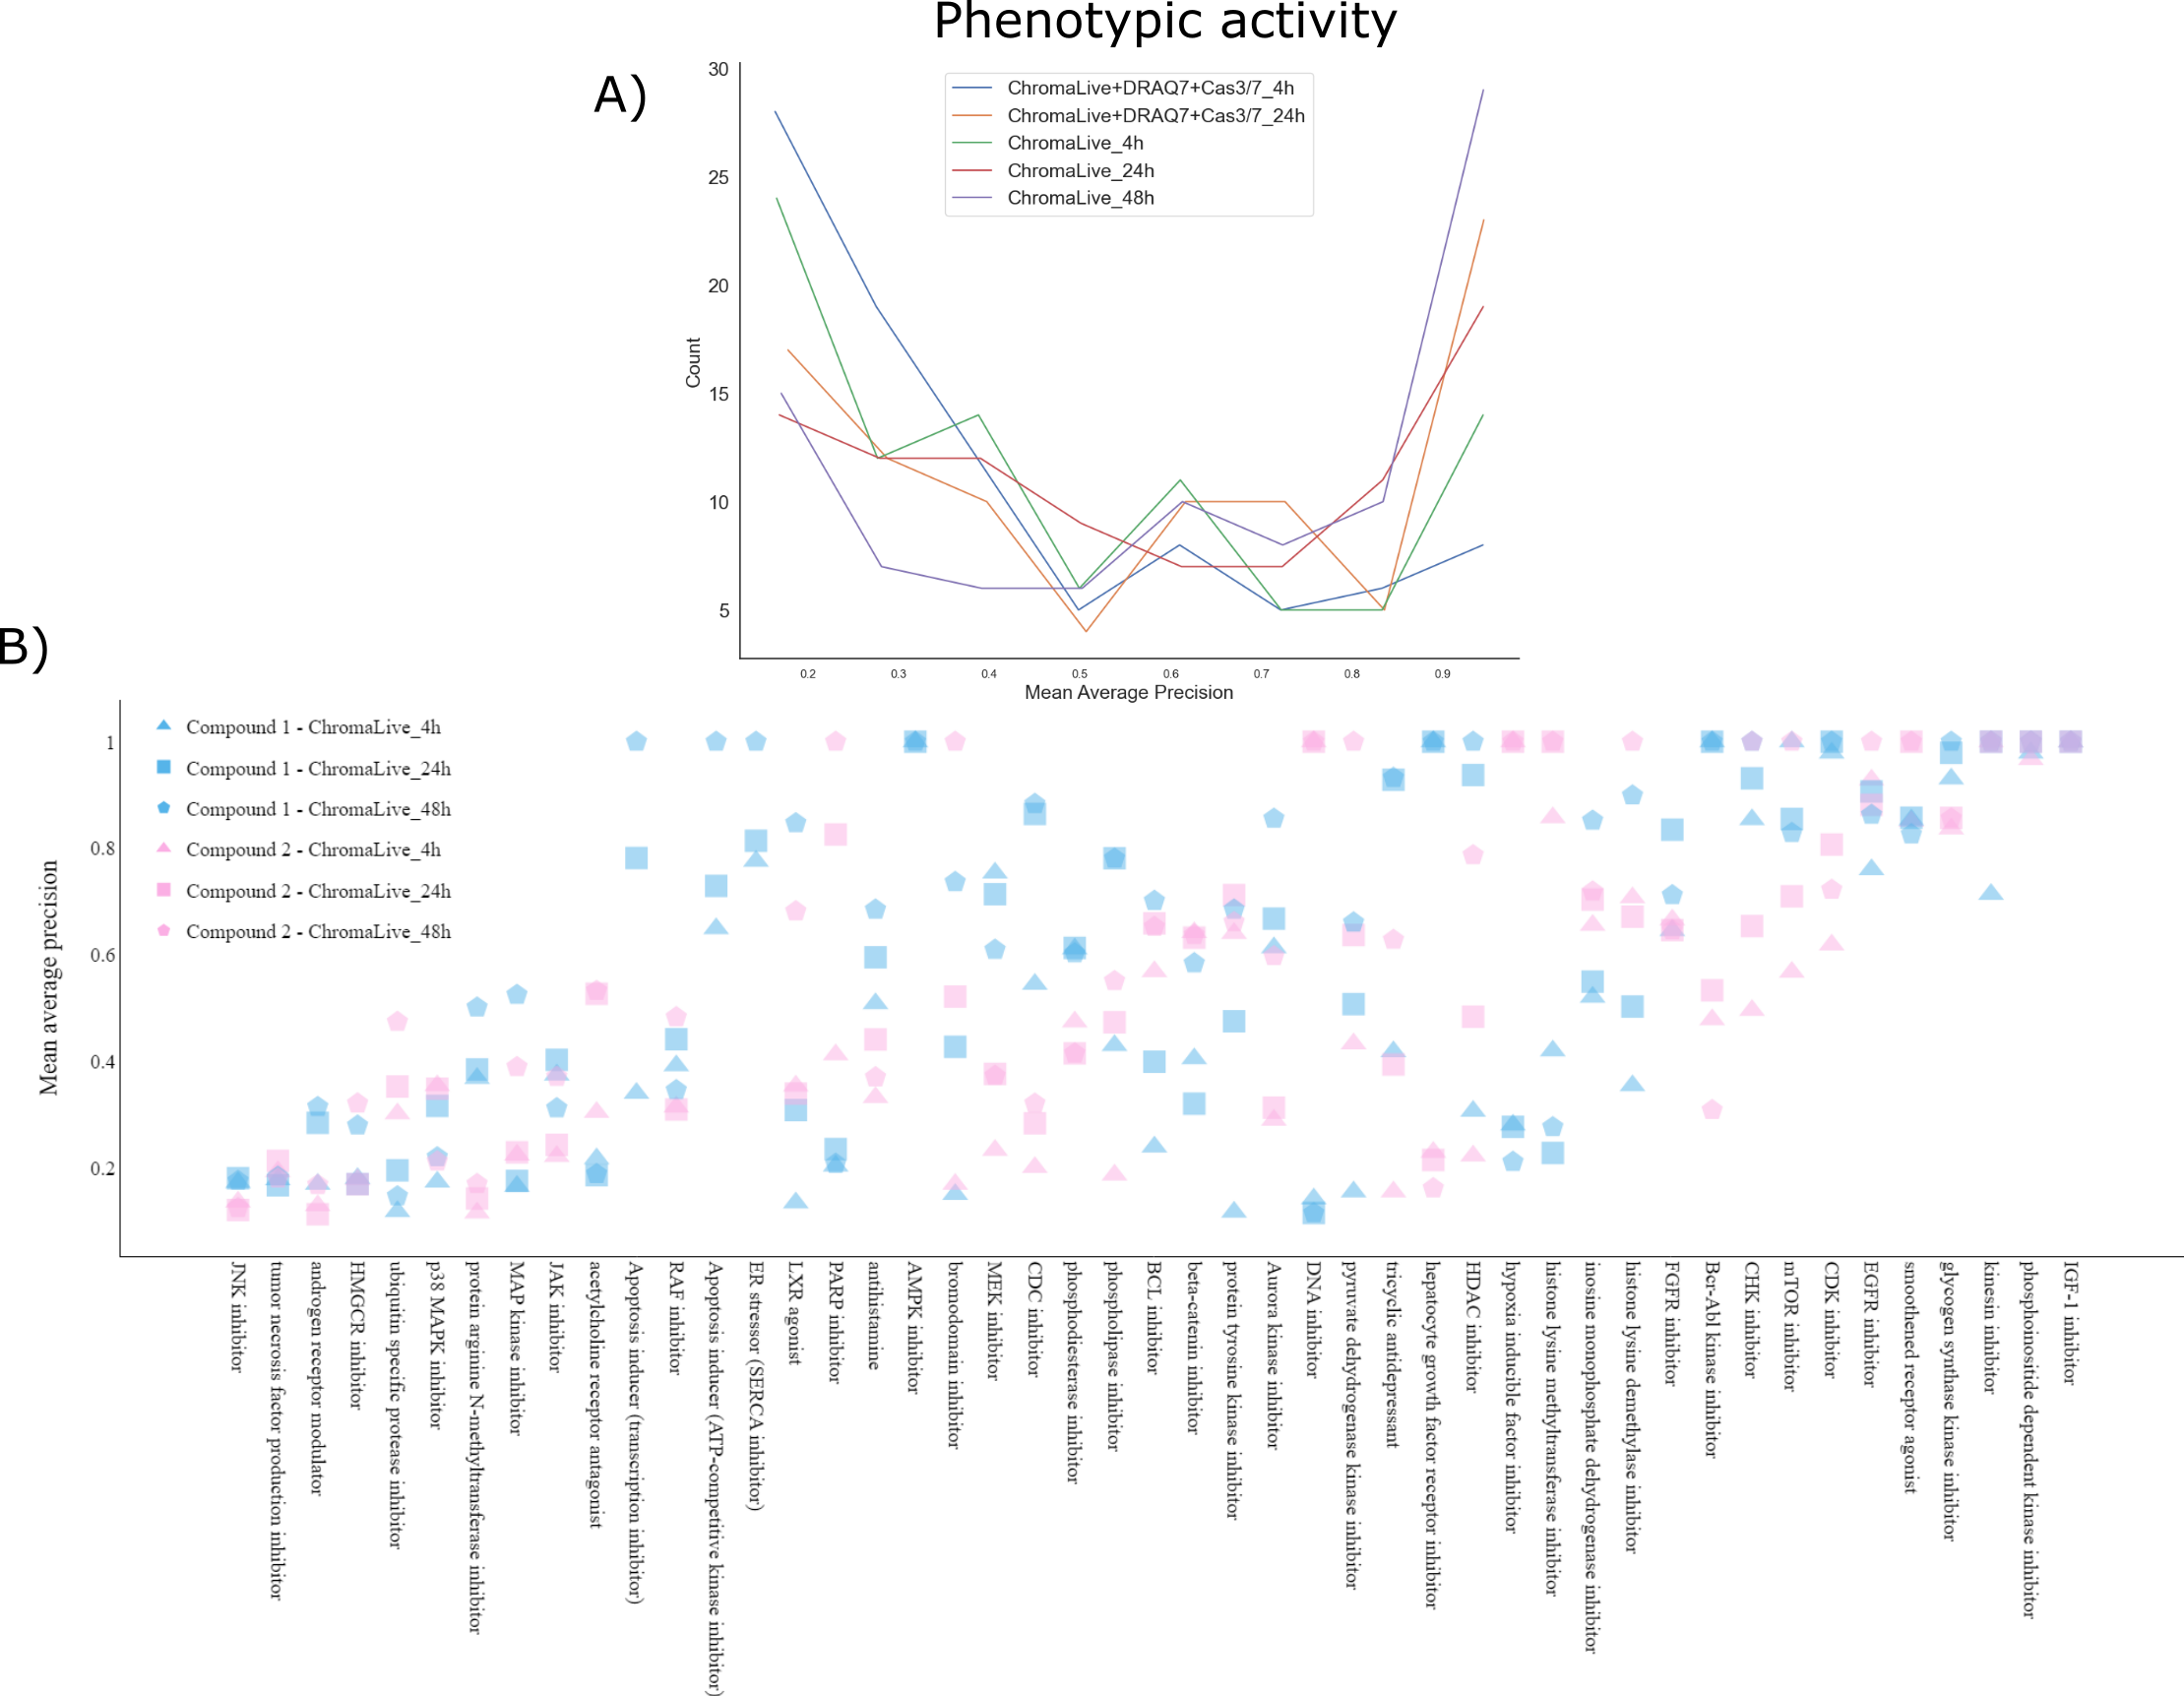 Phenotypic activity
A)
30
25
20
15
10
5
Count
ChromaLive+DRAQ7+Cas3/7_4h
ChromaLive+DRAQ7+Cas3/7_24h
ChromaLive_4h
ChromaLive_24h
ChromaLive_48h
0.2 0.3 0.4 0.5 0.6 0.7 0.8 0.9
Mean Average Precision
B)
Compound 1 - ChromaLive_4h
Compound 1 - ChromaLive_24h
Compound 1 - ChromaLive_48h
Compound 2 - ChromaLive_4h
Compound 2 - ChromaLive_24h
Compound 2 - ChromaLive_48h
1
0.8
0.6
0.4
0.2
Mean average precision
JNK inhibitor
tumor necrosis factor production inhibitor
androgen receptor modulator
HMGCR inhibitor
ubiquitin specific protease inhibitor
p38 MAPK inhibitor
protein arginine N-methyltransferase inhibitor
MAP kinase inhibitor
JAK inhibitor
acetylcholine receptor antagonist
Apoptosis inducer (transcription inhibitor)
RAF inhibitor
Apoptosis inducer (ATP-competitive kinase inhibitor)
ER stressor (SERCA inhibitor)
LXR agonist
PARP inhibitor
antihistamine
AMPK inhibitor
bromodomain inhibitor
MEK inhibitor
CDC inhibitor
phosphodiesterase inhibitor
phospholipase inhibitor
BCL inhibitor
beta-catenin inhibitor
protein tyrosine kinase inhibitor
Aurora kinase inhibitor
DNA inhibitor
pyruvate dehydrogenase kinase inhibitor
tricyclic antidepressant
hepatocyte growth factor receptor inhibitor
HDAC inhibitor
hypoxia inducible factor inhibitor
histone lysine methyltransferase inhibitor
inosine monophosphate dehydrogenase inhibitor
histone lysine demethylase inhibitor
FGFR inhibitor
Bcr-Abl kinase inhibitor
CHK inhibitor
mTOR inhibitor
CDK inhibitor
EGFR inhibitor
smoothened receptor agonist
glycogen synthase kinase inhibitor
kinesin inhibitor
phosphoinositide dependent kinase inhibitor
IGF-1 inhibitor